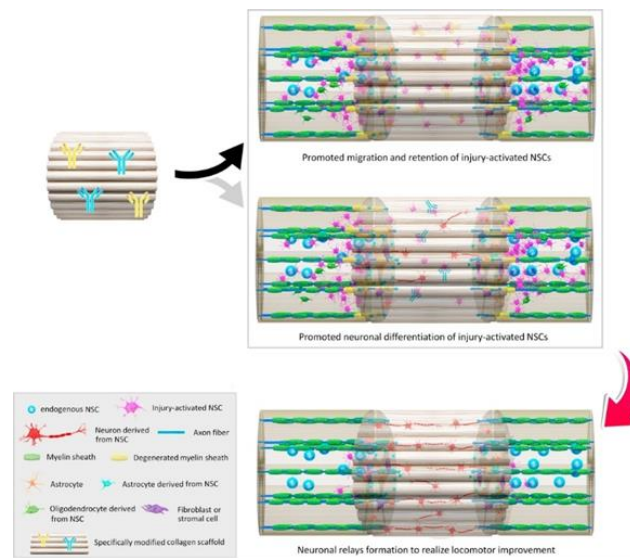 Promoted migration and retention of injury-activated NSCs
Promoted neuronal differentiation of injury-activated NSCs
endogenous NSC
Injury-activated NSC
Neuron derived
from NSC
Axon fiber
Myelin sheath
Degenerated myelin sheath
Astrocyte
Astrocyte derived from NSC
Oligodendrocyte derived
from NSC
Fibroblast or
stromal cell
Specifically modified collagen scaffold
Neuronal relays formation to realize locomotor improvement